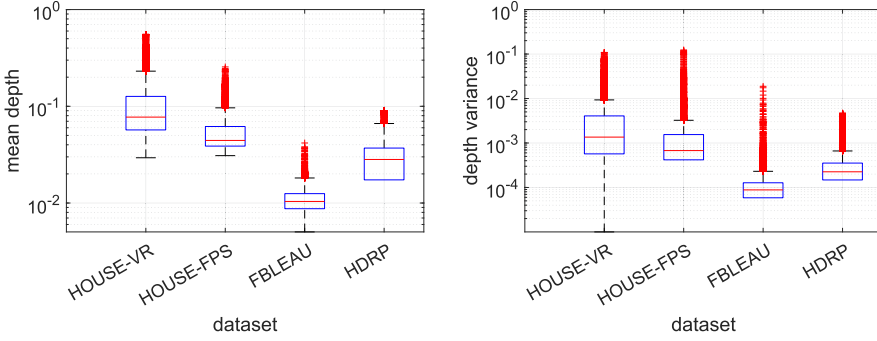 10^0
10^-1
10^-2
mean depth
HOUSE-VR
HOUSE-FPS
FBLEAU
HDRP
dataset
10^0
10^-1
10^-2
10^-3
10^-4
depth variance
HOUSE-VR
HOUSE-FPS
FBLEAU
HDRP
dataset